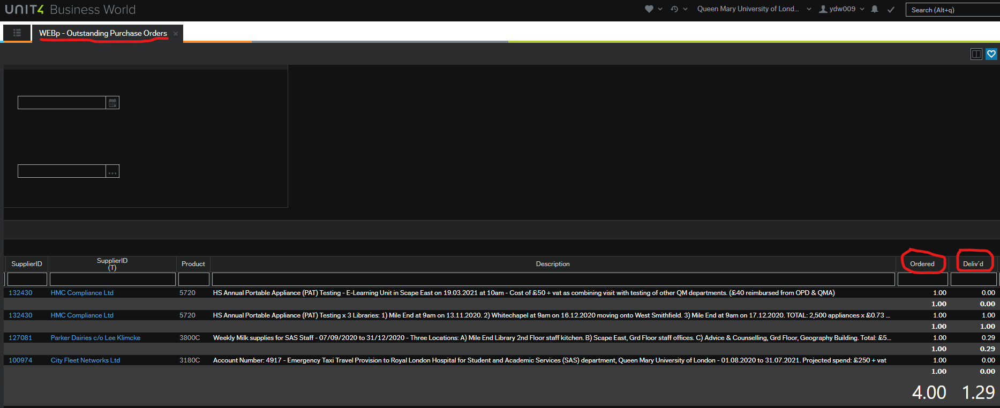 UNIT4 Business World
Queen Mary University of Lond...
ydw009
Search (Alt+q)
WEBp - Outstanding Purchase Orders ×
...
SupplierID SupplierID (T) Product Description Ordered Deliv´d
132430 HMC Compliance Ltd 5720 HS Annual Portable Appliance (PAT) Testing - E-Learning Unit in Scape East on 19.03.2021 at 10am - Cost of £50 + vat as combining visit with testing of other QM departments. (£40 reimbursed from OPD & QMA) 1.00 0.00
1.00 0.00
132430 HMC Compliance Ltd 5720 HS Annual Portable Appliance (PAT) Testing x 3 Libraries: 1) Mile End at 9am on 13.11.2020. 2) Whitechapel at 9am on 16.12.2020 moving onto West Smithfield. 3) Mile End at 9am on 17.12.2020. TOTAL: 2,500 appliances x £0.73 ... 1.00 1.00
1.00 1.00
127081 Parker Dairies c/o Lee Klimcke 3800C Weekly Milk supplies for SAS Staff - 07/09/2020 to 31/12/2020 - Three Locations: A) Mile End Library 2nd Floor staff kitchen. B) Scape East, Grd Floor staff offices. C) Advice & Counselling, Grd Floor, Geography Building. Total: £5... 1.00 0.29
1.00 0.29
100974 City Fleet Networks Ltd 3180C Account Number: 4917 - Emergency Taxi Travel Provision to Royal London Hospital for Student and Academic Services (SAS) department, Queen Mary University of London - 01.08.2020 to 31.07.2021. Projected spend: £250 + vat 1.00 0.00
1.00 0.00
4.00 1.29